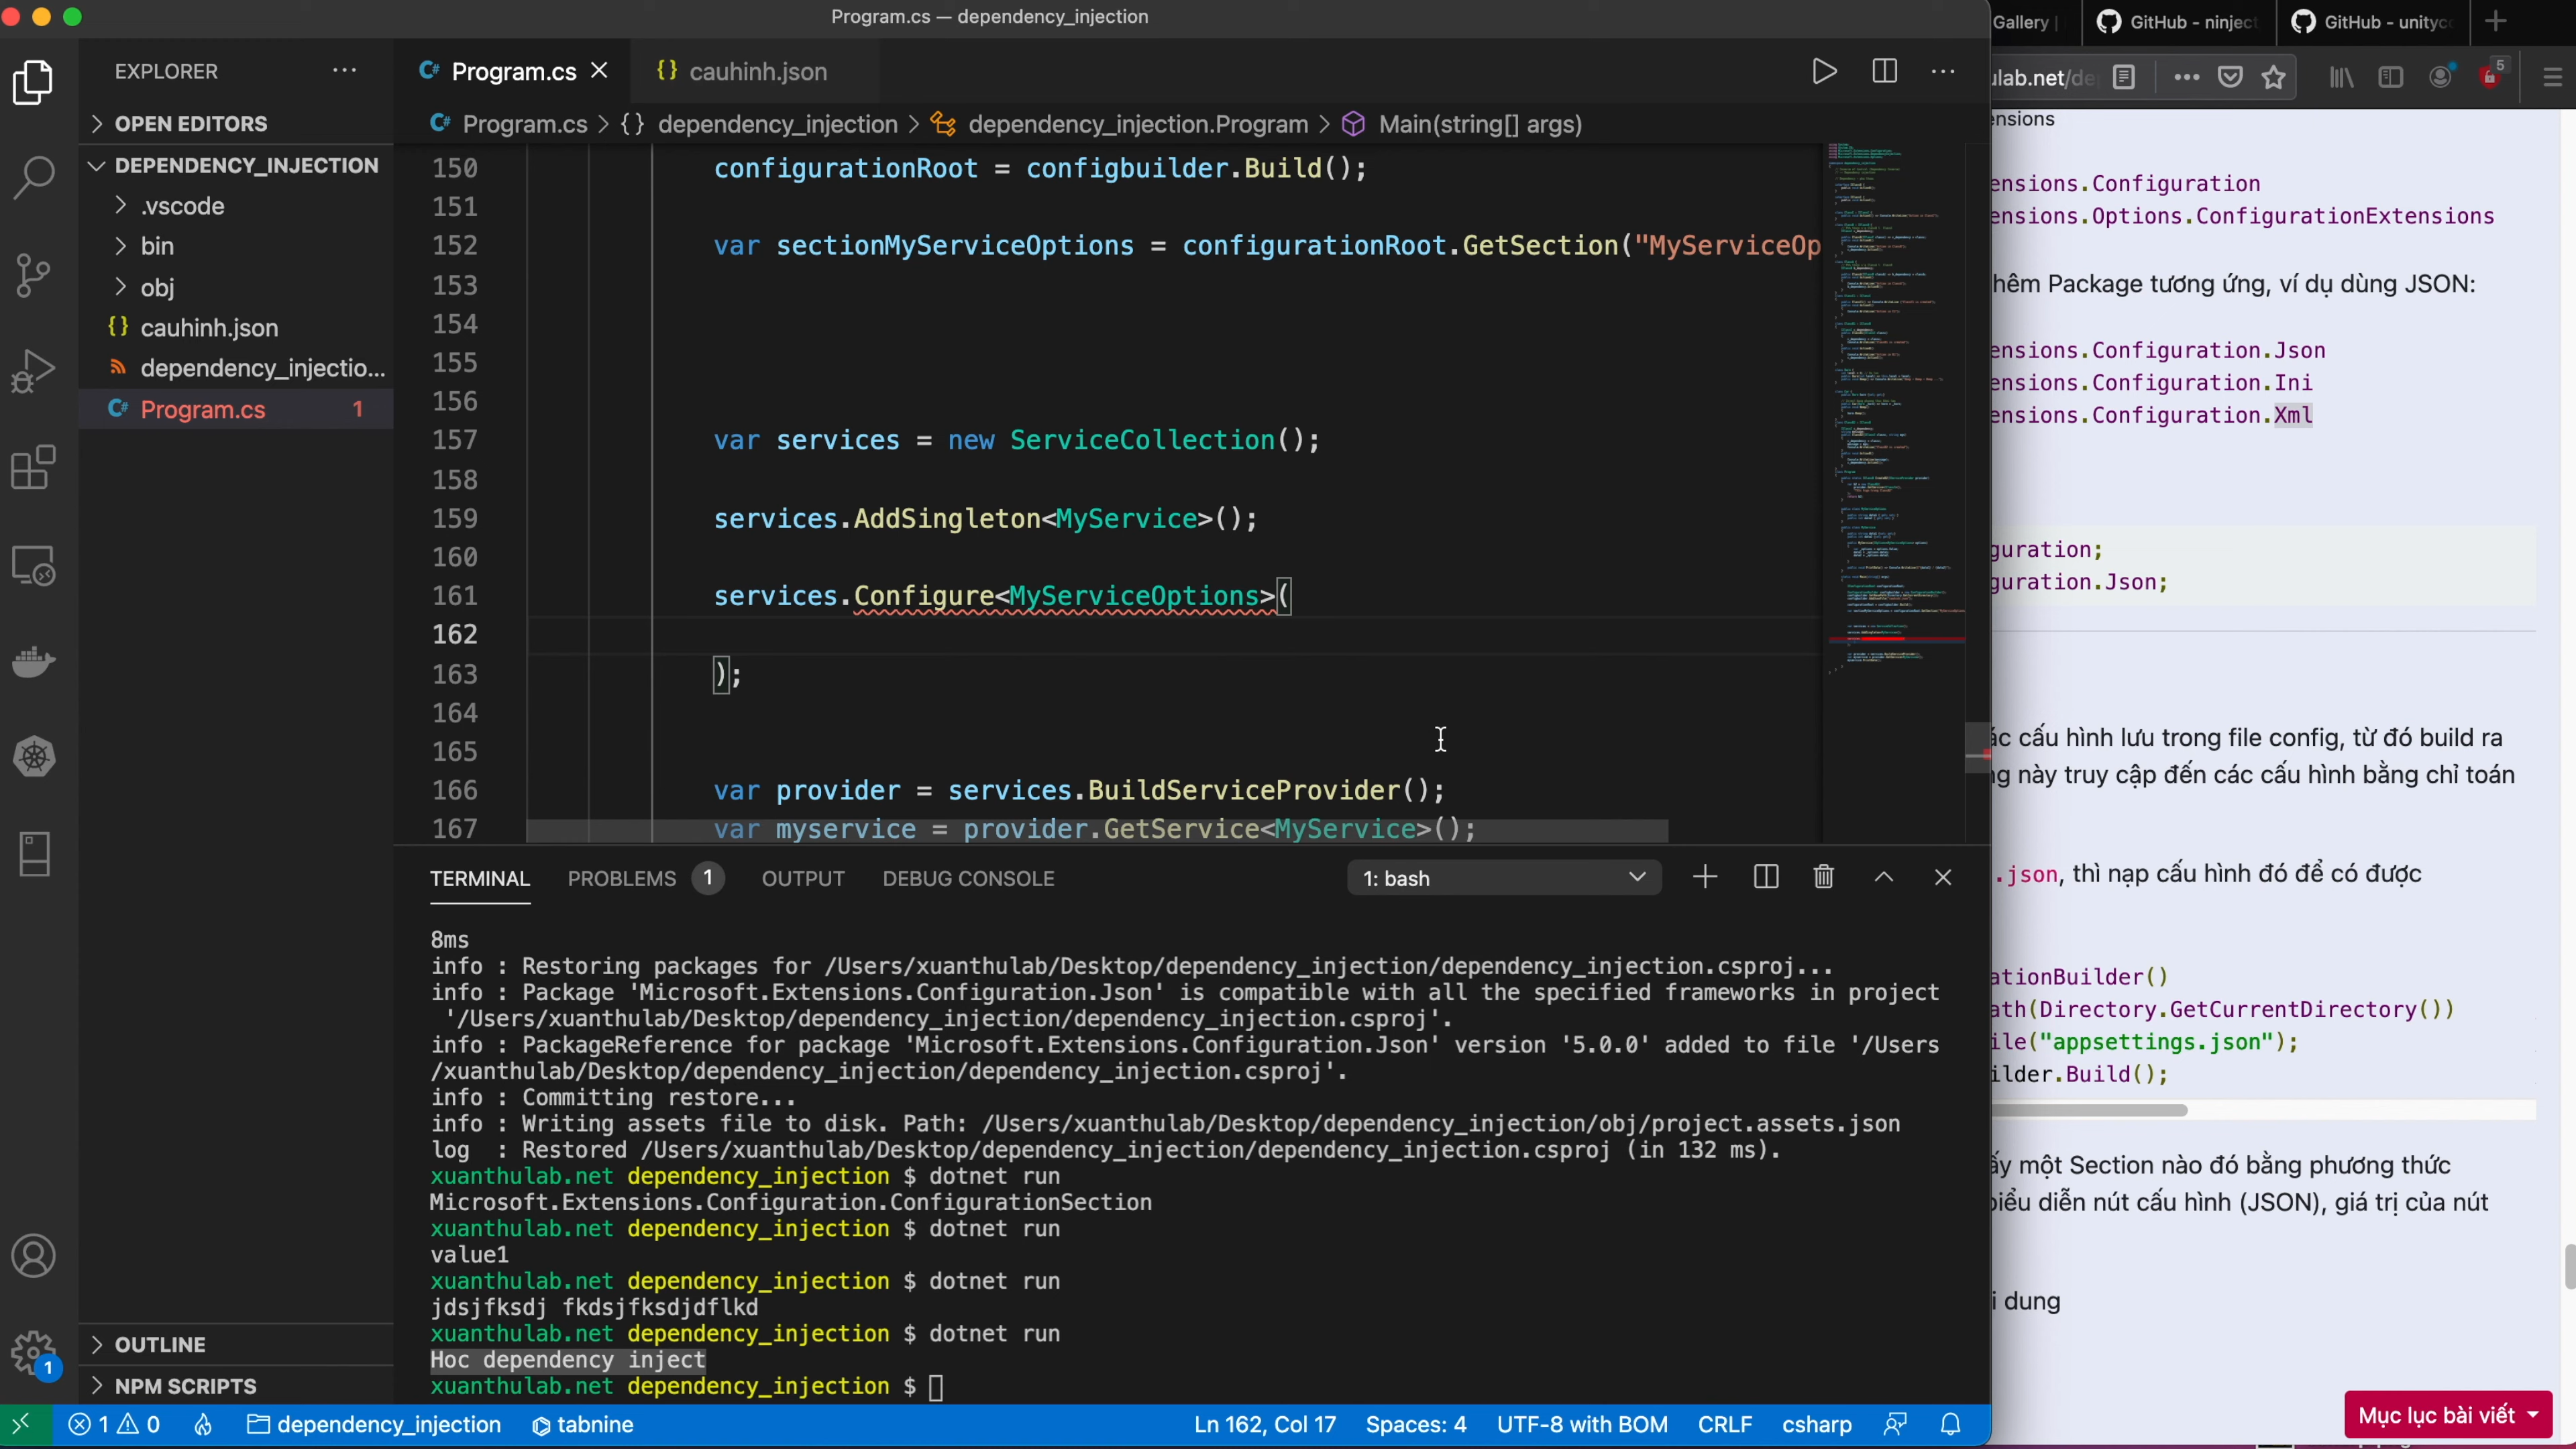 Program.cs — dependency_injection
Gallery |
GitHub - ninject
GitHub - unityc
EXPLORER
Program.cs
cauhinh.json
ulab.net/de
5
OPEN EDITORS
Program.cs > {} dependency_injection > dependency_injection.Program > Main(string[] args)
DEPENDENCY_INJECTION
.vscode
bin
obj
cauhinh.json
dependency_injectio...
Program.cs 1
OUTLINE
NPM SCRIPTS
1
150 configurationRoot = configbuilder.Build();
151
152 var sectionMyServiceOptions = configurationRoot.GetSection("MyServiceOp
153
154
155
156
157 var services = new ServiceCollection();
158
159 services.AddSingleton<MyService>();
160
161 services.Configure<MyServiceOptions>(
162
163 );
164
165
166 var provider = services.BuildServiceProvider();
167 var myservice = provider.GetService<MyService>();
TERMINAL PROBLEMS 1 OUTPUT DEBUG CONSOLE 1: bash
8ms
info : Restoring packages for /Users/xuanthulab/Desktop/dependency_injection/dependency_injection.csproj...
info : Package 'Microsoft.Extensions.Configuration.Json' is compatible with all the specified frameworks in project
'/Users/xuanthulab/Desktop/dependency_injection/dependency_injection.csproj'.
info : PackageReference for package 'Microsoft.Extensions.Configuration.Json' version '5.0.0' added to file '/Users
/xuanthulab/Desktop/dependency_injection/dependency_injection.csproj'.
info : Committing restore...
info : Writing assets file to disk. Path: /Users/xuanthulab/Desktop/dependency_injection/obj/project.assets.json
log  : Restored /Users/xuanthulab/Desktop/dependency_injection/dependency_injection.csproj (in 132 ms).
xuanthulab.net dependency_injection $ dotnet run
Microsoft.Extensions.Configuration.ConfigurationSection
xuanthulab.net dependency_injection $ dotnet run
value1
xuanthulab.net dependency_injection $ dotnet run
jdsjfksdj fkdsjfksdjdflkd
xuanthulab.net dependency_injection $ dotnet run
Hoc dependency inject
xuanthulab.net dependency_injection $
1 0 dependency_injection tabnine Ln 162, Col 17 Spaces: 4 UTF-8 with BOM CRLF csharp
ensions
ensions.Configuration
ensions.Options.ConfigurationExtensions
hêm Package tương ứng, ví dụ dùng JSON:
ensions.Configuration.Json
ensions.Configuration.Ini
ensions.Configuration.Xml
guration;
guration.Json;
ác cấu hình lưu trong file config, từ đó build ra
ng này truy cập đến các cấu hình bằng chỉ toán
.json, thì nạp cấu hình đó để có được
ationBuilder()
ath(Directory.GetCurrentDirectory())
ile("appsettings.json");
ilder.Build();
ấy một Section nào đó bằng phương thức
biểu diễn nút cấu hình (JSON), giá trị của nút
i dung
Mục lục bài viết